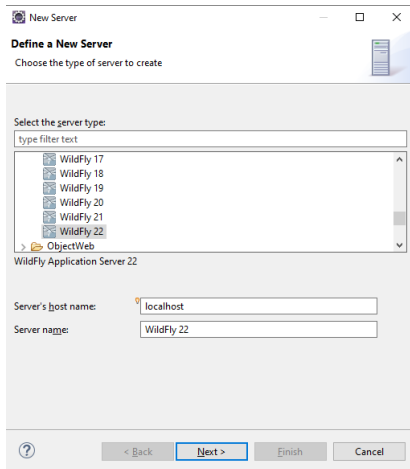 New Server
Define a New Server
Choose the type of server to create
Select the server type:
type filter text
WildFly 17
WildFly 18
WildFly 19
WildFly 20
WildFly 21
WildFly 22
ObjectWeb
WildFly Application Server 22
Server's host name:
localhost
Server name:
WildFly 22
< Back
Next >
Finish
Cancel